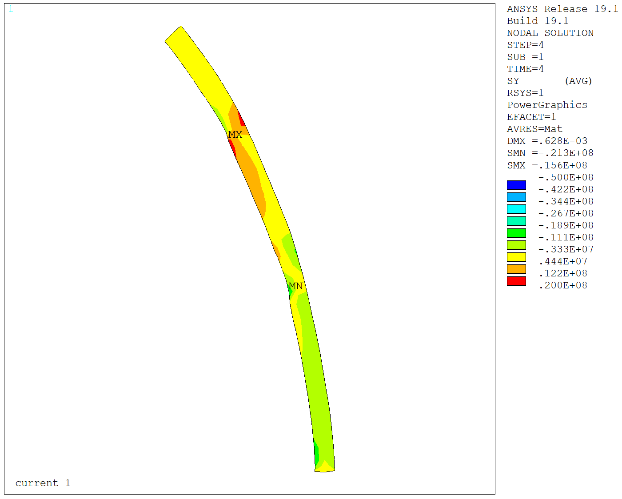 1
ANSYS Release 19.1
Build 19.1
NODAL SOLUTION
STEP=4
SUB =1
TIME=4
SY (AVG)
RSYS=1
PowerGraphics
EFACET=1
AVRES=Mat
DMX =.628E-03
SMN =-.213E+08
SMX =.156E+08
-.500E+08
-.422E+08
-.344E+08
-.267E+08
-.189E+08
-.111E+08
-.333E+07
.444E+07
.122E+08
.200E+08
MX
MN
current 1